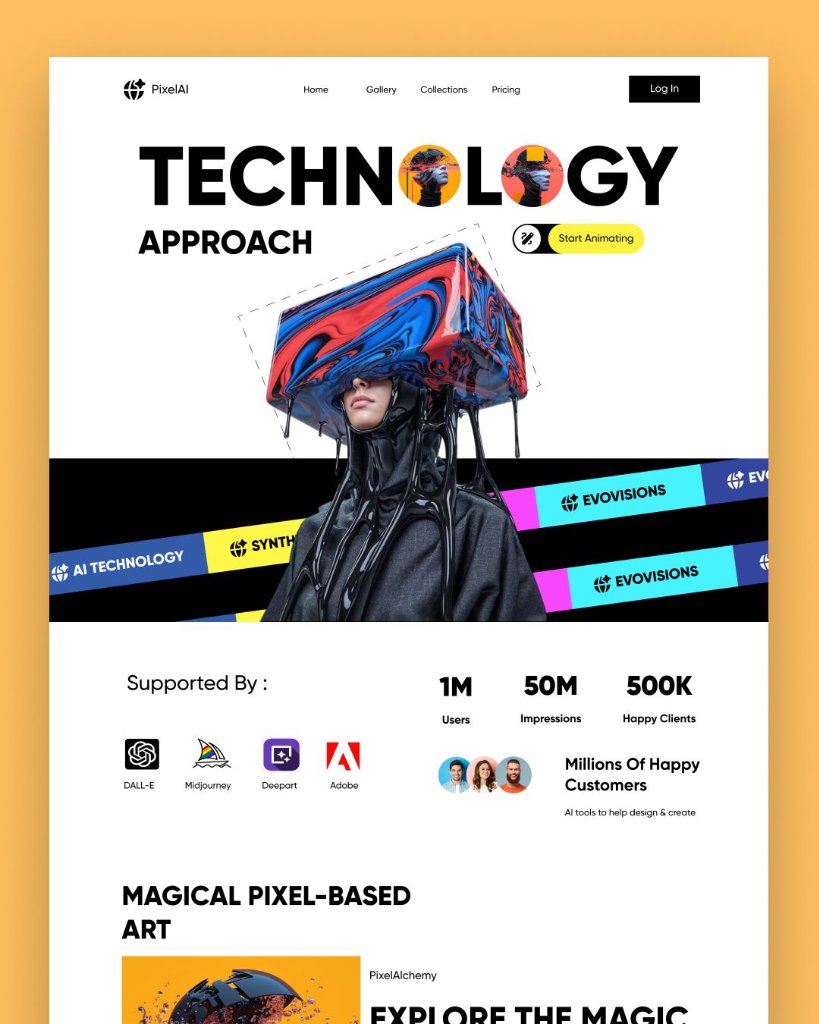 PixelAI
Home
Gallery
Collections
Pricing
Log In
TECHNOLOGY
APPROACH
Start Animating
AI TECHNOLOGY
SYNTH
EVOVISIONS
EVO
EVOVISIONS
Supported By :
1M
Users
50M
Impressions
500K
Happy Clients
DALL-E
Midjourney
Deepart
Adobe
Millions Of Happy
Customers
AI tools to help design & create
MAGICAL PIXEL-BASED
ART
PixelAlchemy
EXPLORE THE MAGIC